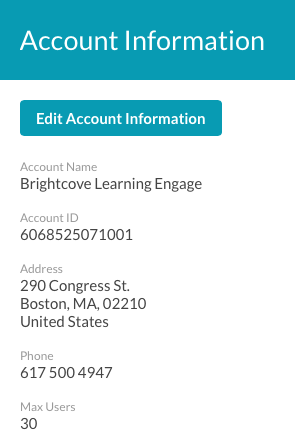 Account Information
Edit Account Information
Account Name
Brightcove Learning Engage
Account ID
6068525071001
Address
290 Congress St.
Boston, MA, 02210
United States
Phone
617 500 4947
Max Users
30